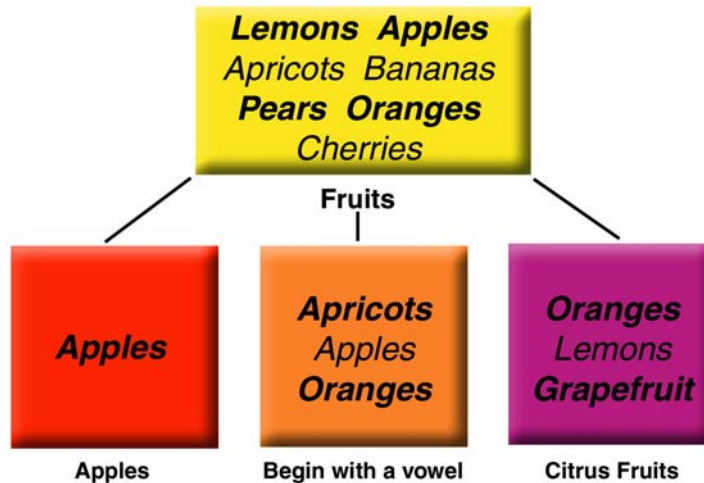 Lemons Apples
Apricots Bananas
Pears Oranges
Cherries
Fruits
Apples
Apricots
Apples
Oranges
Oranges
Lemons
Grapefruit
Apples
Begin with a vowel
Citrus Fruits